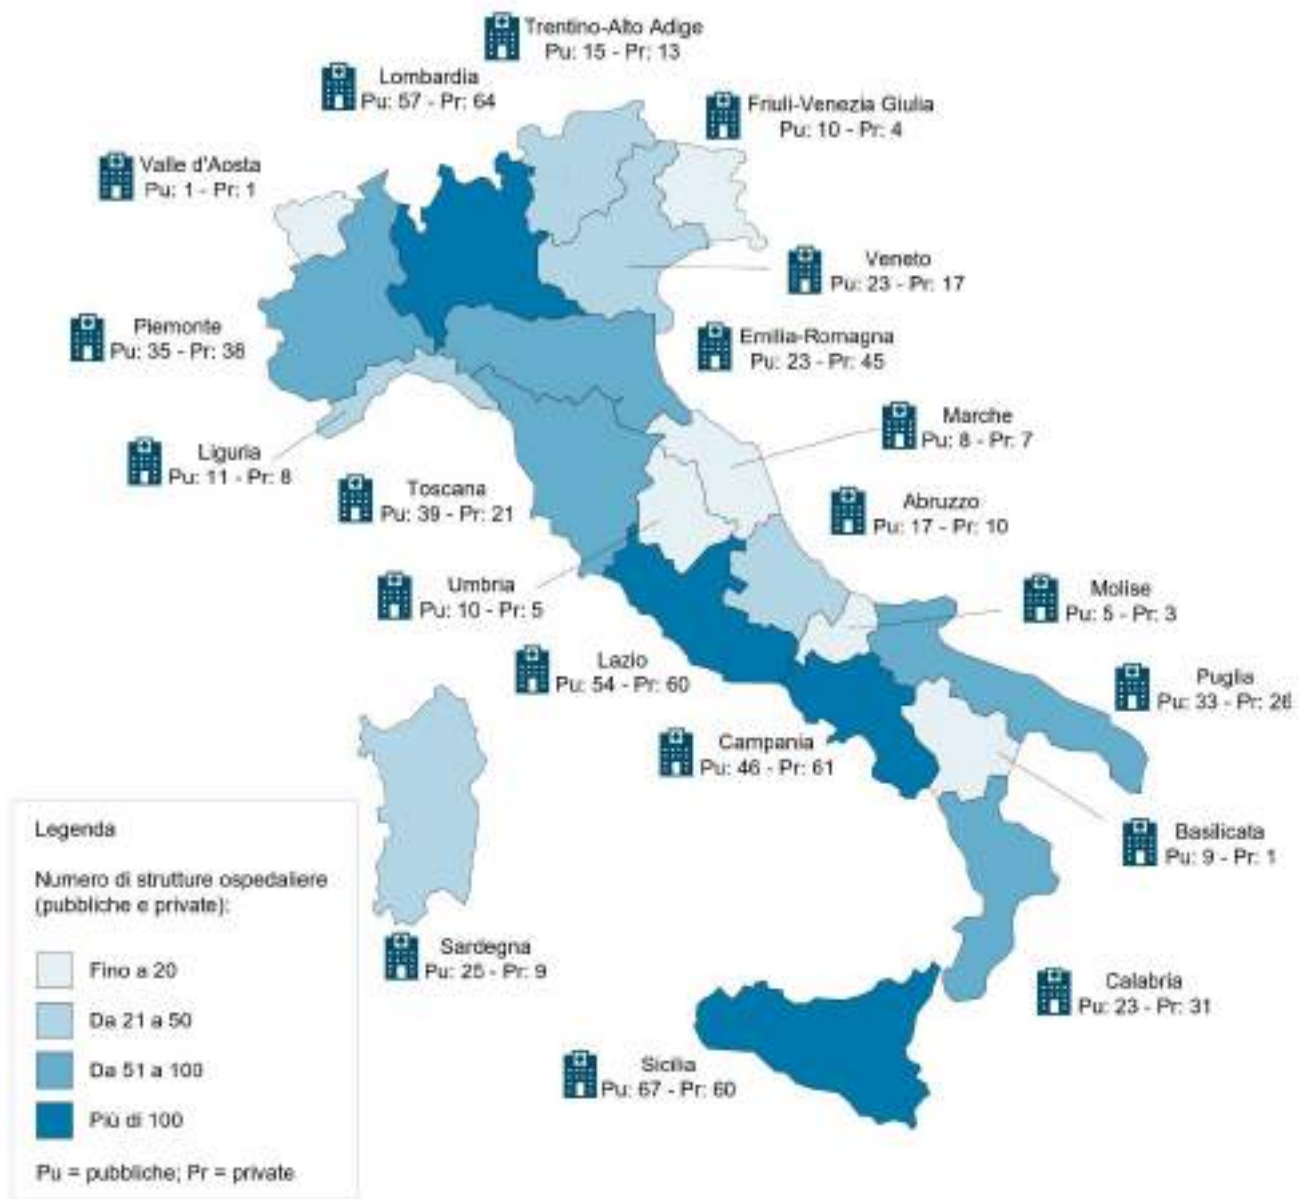 Trentino-Alto Adige
Pu: 15 - Pr: 13
Lombardia
Pu: 57 - Pr: 64
Friuli-Venezia Giulia
Pu: 10 - Pr: 4
Valle d'Aosta
Pu: 1 - Pr: 1
Veneto
Pu: 23 - Pr: 17
Piemonte
Pu: 35 - Pr: 38
Emilia-Romagna
Pu: 23 - Pr: 45
Marche
Pu: 8 - Pr: 7
Liguria
Pu: 11 - Pr: 8
Toscana
Pu: 39 - Pr: 21
Abruzzo
Pu: 17 - Pr: 10
Umbria
Pu: 10 - Pr: 5
Molise
Pu: 5 - Pr: 3
Lazio
Pu: 54 - Pr: 60
Puglia
Pu: 33 - Pr: 26
Campania
Pu: 46 - Pr: 61
Basilicata
Pu: 9 - Pr: 1
Sardegna
Pu: 25 - Pr: 9
Calabria
Pu: 23 - Pr: 31
Sicilia
Pu: 67 - Pr: 60
Legenda
Numero di strutture ospedaliere
(pubbliche e private):
Fino a 20
Da 21 a 50
Da 51 a 100
Più di 100
Pu = pubbliche; Pr = private